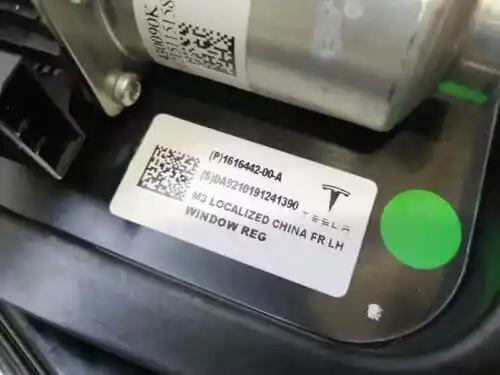 (P)1616442-00-A
(S)0A9210191241390
TESLA
M3 LOCALIZED CHINA FR LH
WINDOW REG